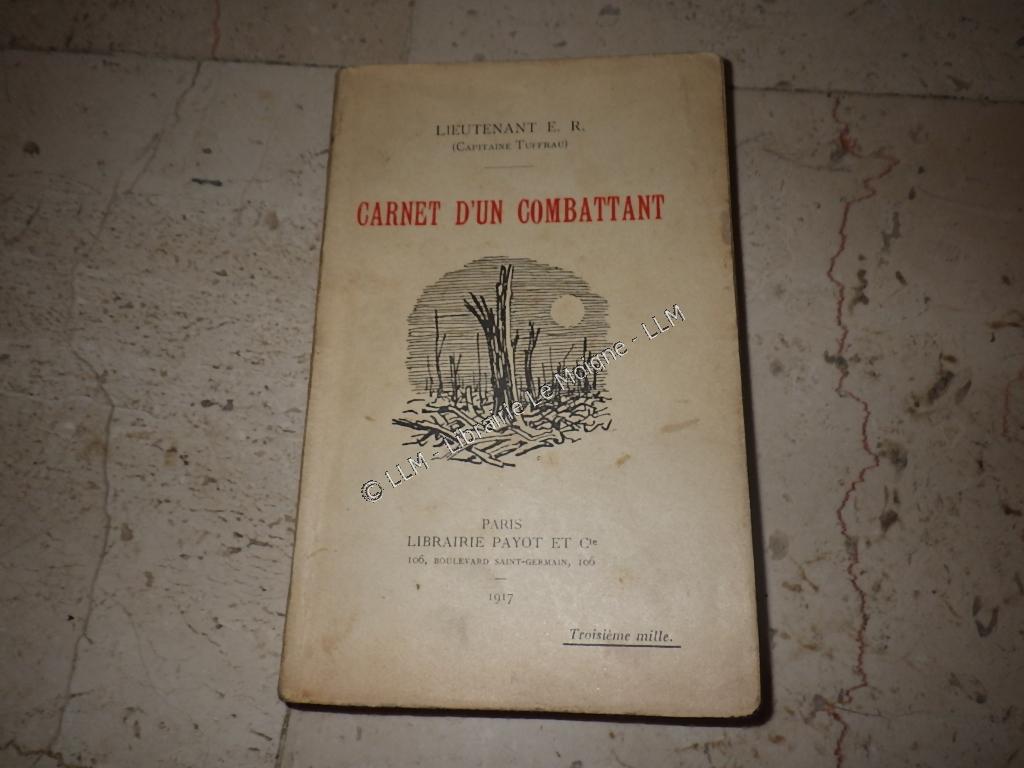 LIEUTENANT E. R.
(CAPITAINE TUFFRAU)
CARNET D'UN COMBATTANT
© LLM - Librairie Le Moigne - LLM
PARIS
LIBRAIRIE PAYOT ET Cie
106, BOULEVARD SAINT-GERMAIN, 106
1917
Troisième mille.